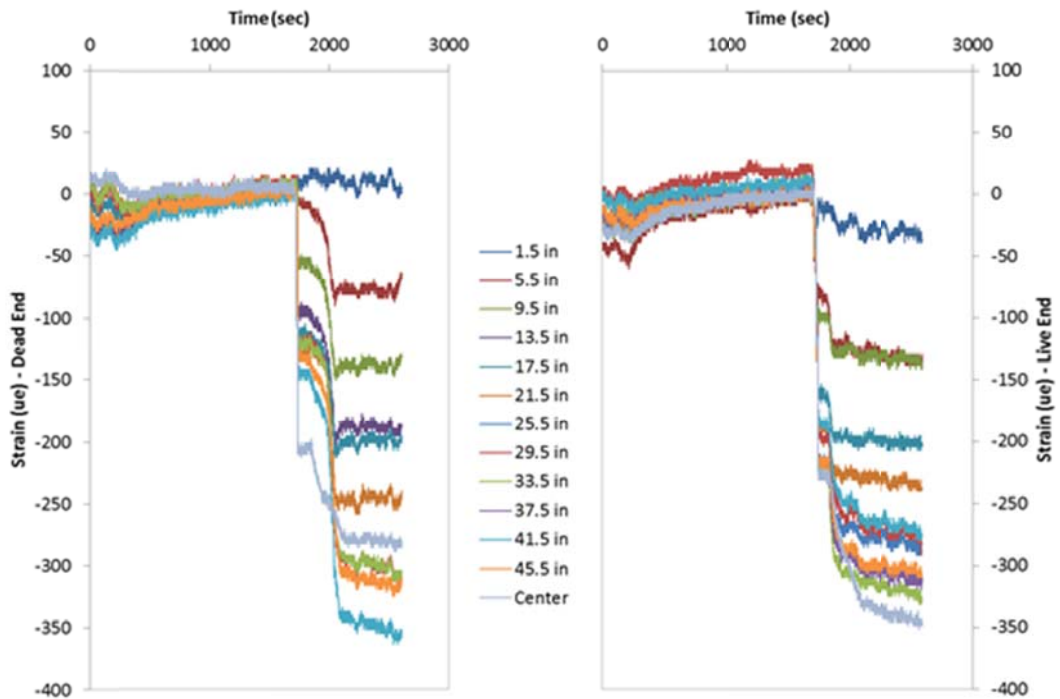 Time (sec)
0 1000 2000 3000
100
50
0
-50
-100
-150
-200
-250
-300
-350
-400
Strain (ue) - Dead End
1.5 in
5.5 in
9.5 in
13.5 in
17.5 in
21.5 in
25.5 in
29.5 in
33.5 in
37.5 in
41.5 in
45.5 in
Center
Time (sec)
0 1000 2000 3000
100
50
0
-50
-100
-150
-200
-250
-300
-350
-400
Strain (ue) - Live End